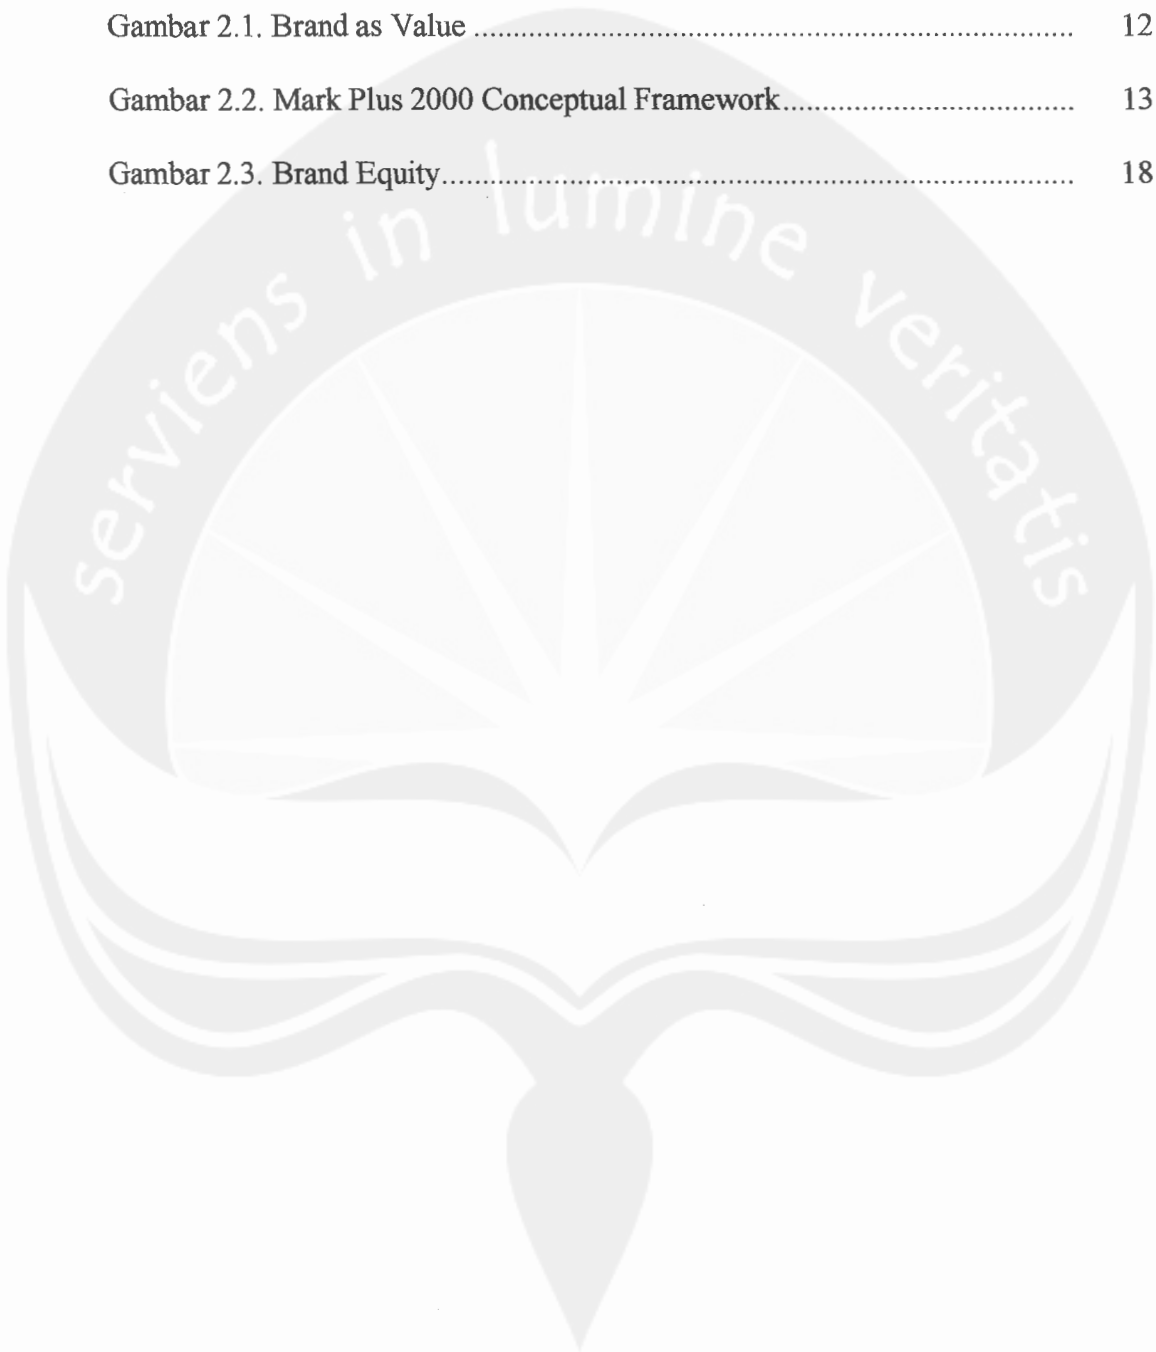 Gambar 2.1. Brand as Value ........................................................................... 12
Gambar 2.2. Mark Plus 2000 Conceptual Framework.................................... 13
Gambar 2.3. Brand Equity............................................................................... 18
serviens in lumine veritatis